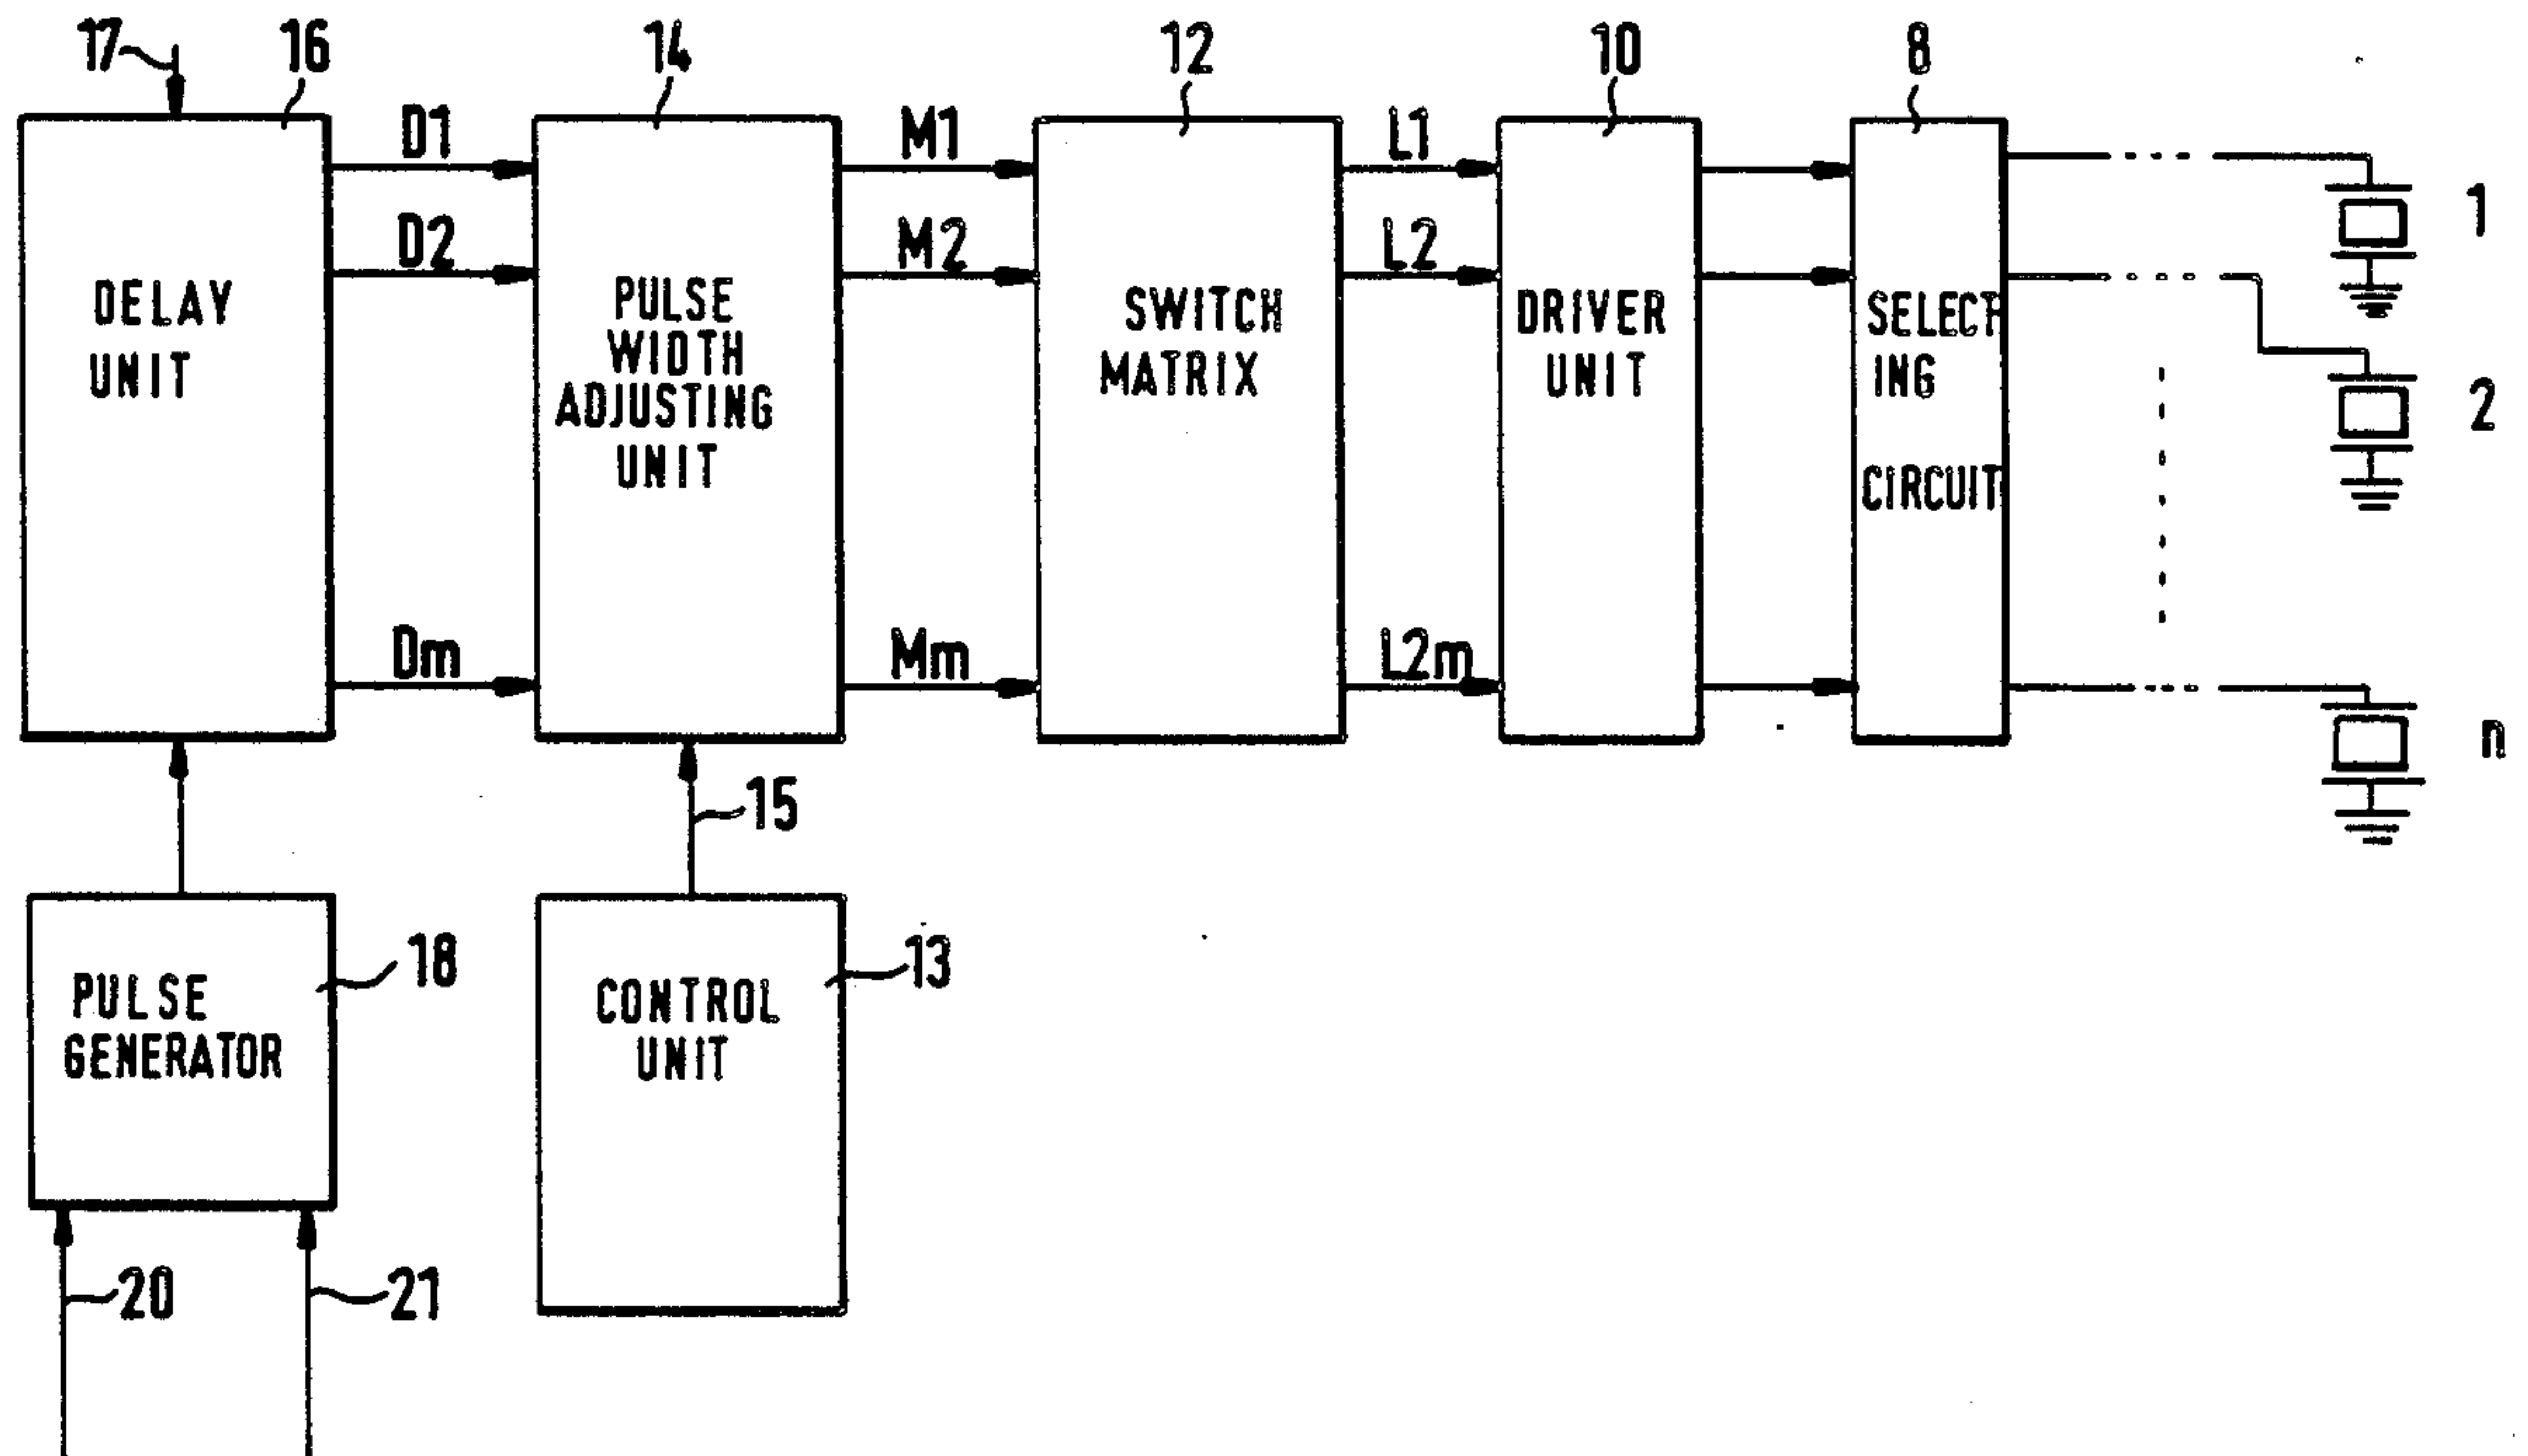 17
16
14
12
10
8
D1
M1
L1
1
D2
M2
L2
DELAY
UNIT
PULSE
WIDTH
ADJUSTING
UNIT
SWITCH
MATRIX
DRIVER
UNIT
SELECT
ING
CIRCUIT
2
Dm
Mm
L2m
n
15
PULSE
GENERATOR
18
CONTROL
UNIT
13
20
21